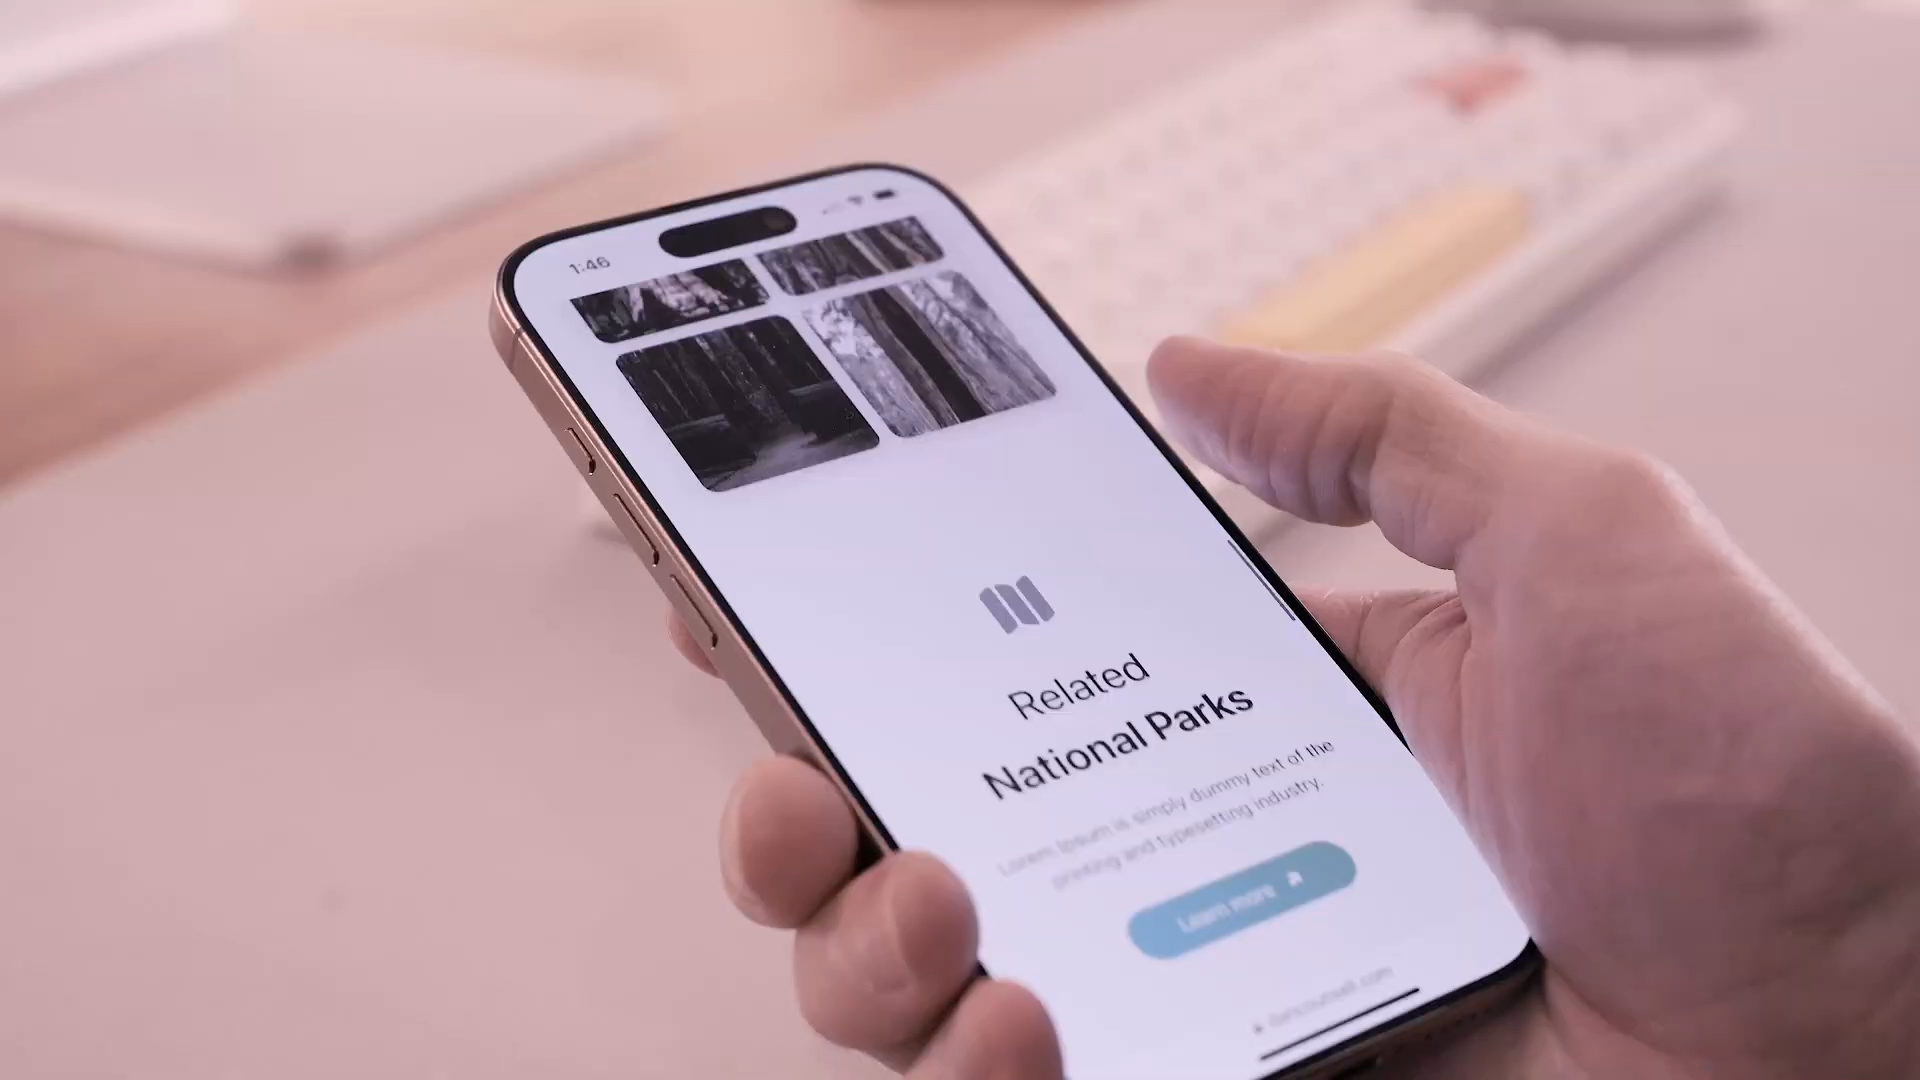 1:46
Related
National Parks
Lorem Ipsum is simply dummy text of the
printing and typesetting industry.
Learn more